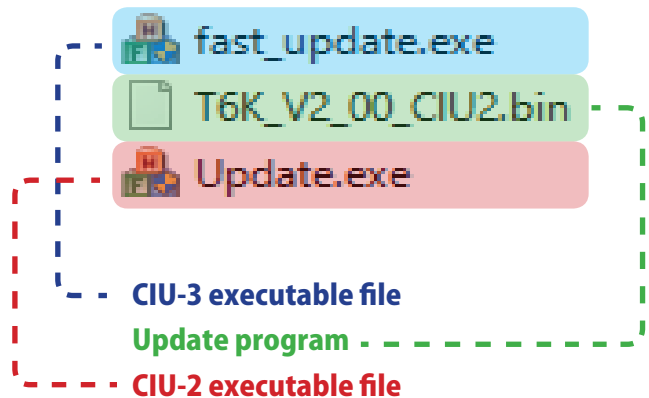 fast_update.exe
T6K_V2_00_CIU2.bin
Update.exe
CIU-3 executable file
Update program
CIU-2 executable file